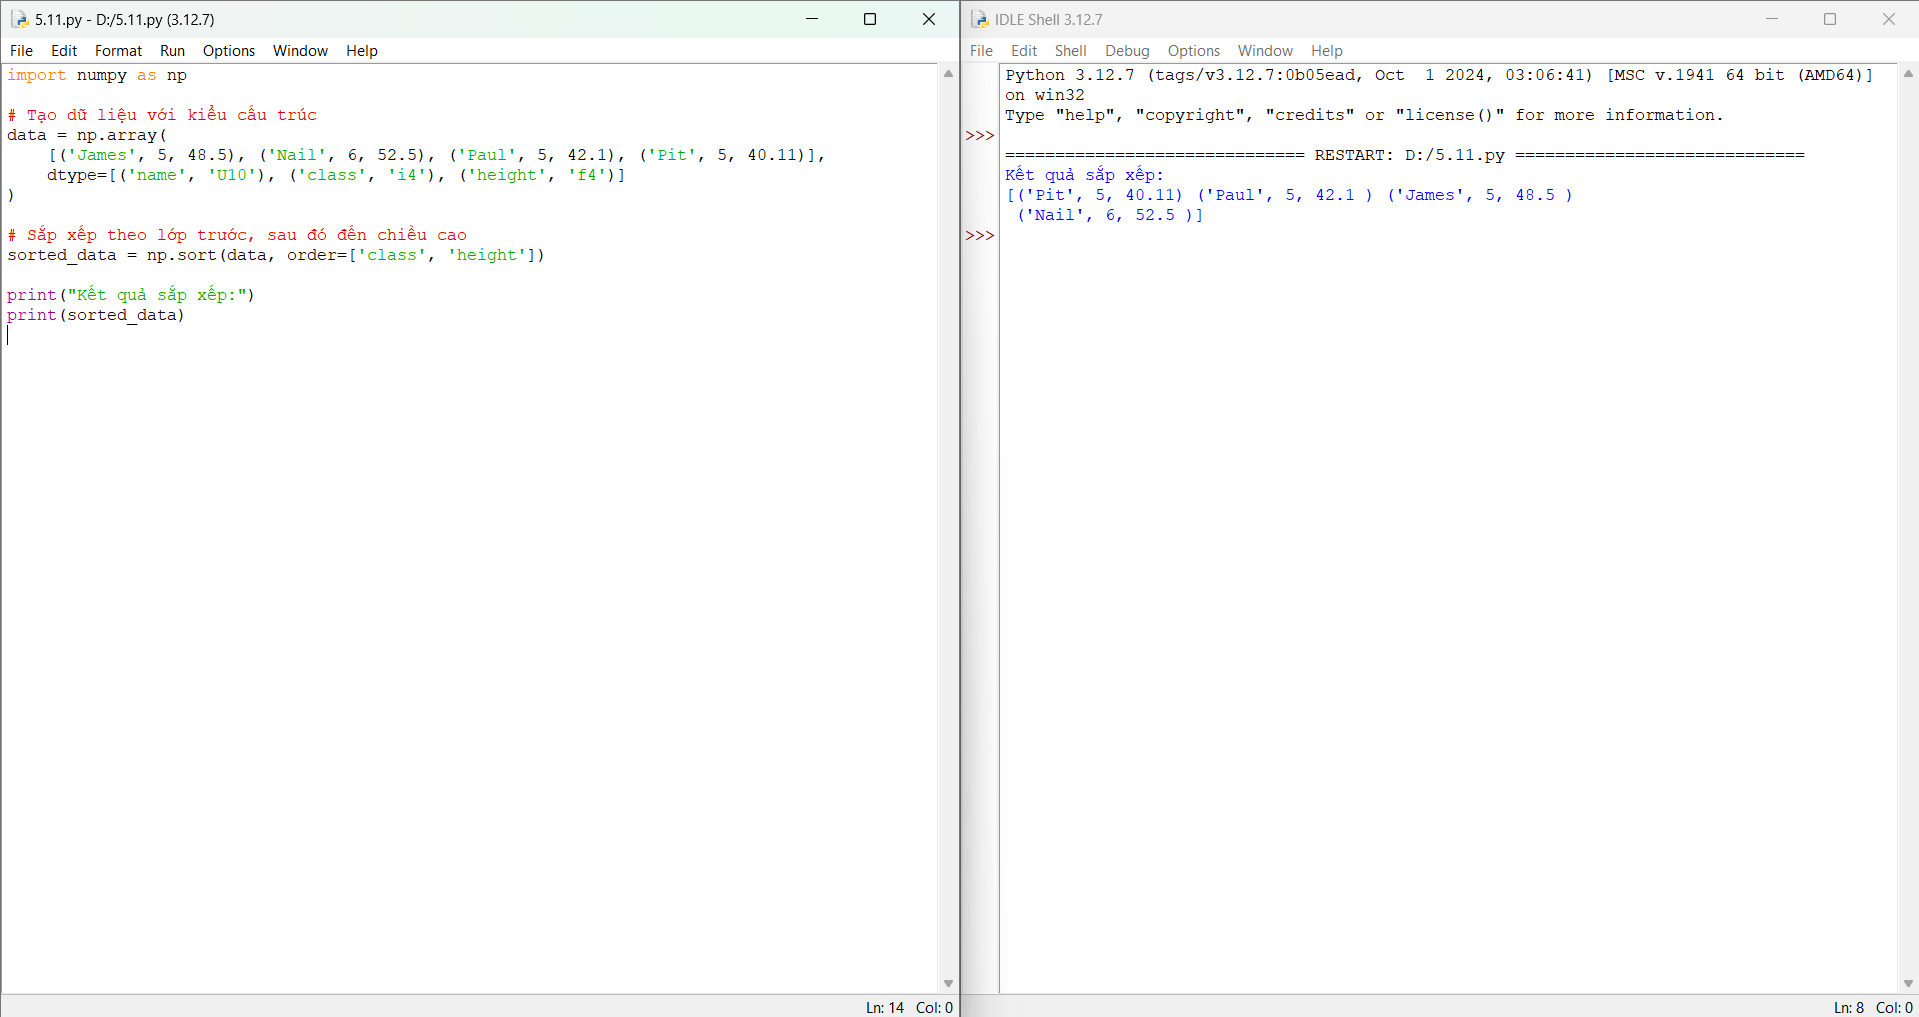 5.11.py - D:/5.11.py (3.12.7)
File Edit Format Run Options Window Help
import numpy as np
# Tạo dữ liệu với kiểu cấu trúc
data = np.array(
    [('James', 5, 48.5), ('Nail', 6, 52.5), ('Paul', 5, 42.1), ('Pit', 5, 40.11)],
    dtype=[('name', 'U10'), ('class', 'i4'), ('height', 'f4')]
)
# Sắp xếp theo lớp trước, sau đó đến chiều cao
sorted_data = np.sort(data, order=['class', 'height'])
print("Kết quả sắp xếp:")
print(sorted_data)
Ln: 14 Col: 0
IDLE Shell 3.12.7
File Edit Shell Debug Options Window Help
Python 3.12.7 (tags/v3.12.7:0b05ead, Oct  1 2024, 03:06:41) [MSC v.1941 64 bit (AMD64)]
on win32
Type "help", "copyright", "credits" or "license()" for more information.
>>>
============================== RESTART: D:/5.11.py =============================
Kết quả sắp xếp:
[('Pit', 5, 40.11) ('Paul', 5, 42.1 ) ('James', 5, 48.5 )
 ('Nail', 6, 52.5 )]
>>>
Ln: 8 Col: 0